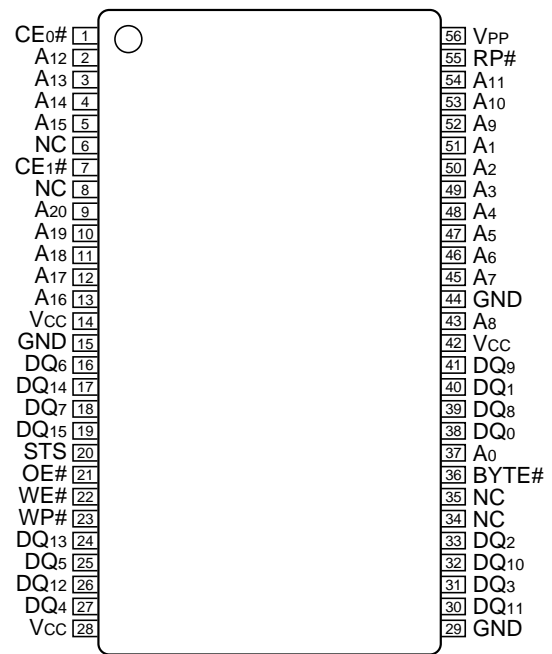 CE0# 1 56 VPP
A12 2 55 RP#
A13 3 54 A11
A14 4 53 A10
A15 5 52 A9
NC 6 51 A1
CE1# 7 50 A2
NC 8 49 A3
A20 9 48 A4
A19 10 47 A5
A18 11 46 A6
A17 12 45 A7
A16 13 44 GND
VCC 14 43 A8
GND 15 42 VCC
DQ6 16 41 DQ9
DQ14 17 40 DQ1
DQ7 18 39 DQ8
DQ15 19 38 DQ0
STS 20 37 A0
OE# 21 36 BYTE#
WE# 22 35 NC
WP# 23 34 NC
DQ13 24 33 DQ2
DQ5 25 32 DQ10
DQ12 26 31 DQ3
DQ4 27 30 DQ11
VCC 28 29 GND